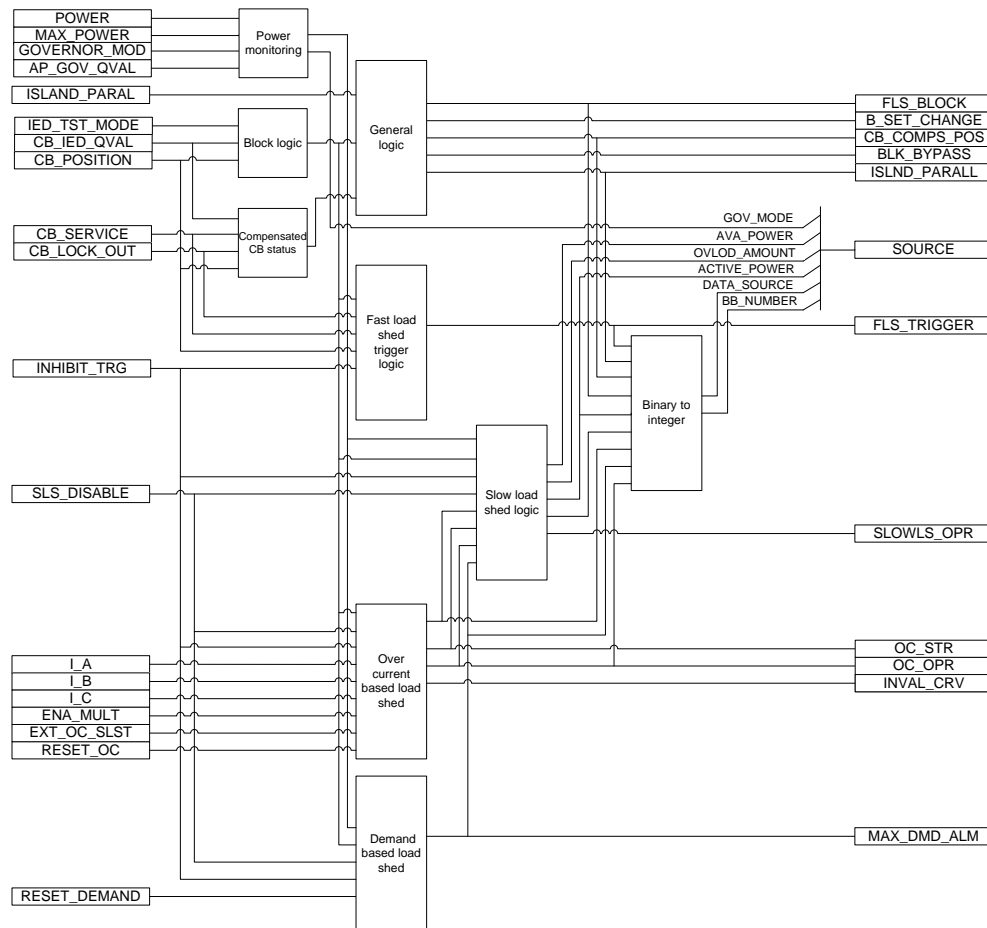 POWER
MAX_POWER
GOVERNOR_MOD
AP_GOV_QVAL
ISLAND_PARAL
IED_TST_MODE
CB_IED_QVAL
CB_POSITION
CB_SERVICE
CB_LOCK_OUT
INHIBIT_TRG
SLS_DISABLE
I_A
I_B
I_C
ENA_MULT
EXT_OC_SLST
RESET_OC
RESET_DEMAND
Power
monitoring
Block logic
Compensated
CB status
General
logic
Fast load
shed
trigger
logic
Slow load
shed logic
Over
current
based load
shed
Demand
based load
shed
Binary to
integer
GOV_MODE
AVA_POWER
OVLOD_AMOUNT
ACTIVE_POWER
DATA_SOURCE
BB_NUMBER
FLS_BLOCK
B_SET_CHANGE
CB_COMPS_POS
BLK_BYPASS
ISLND_PARALL
SOURCE
FLS_TRIGGER
SLOWLS_OPR
OC_STR
OC_OPR
INVAL_CRV
MAX_DMD_ALM